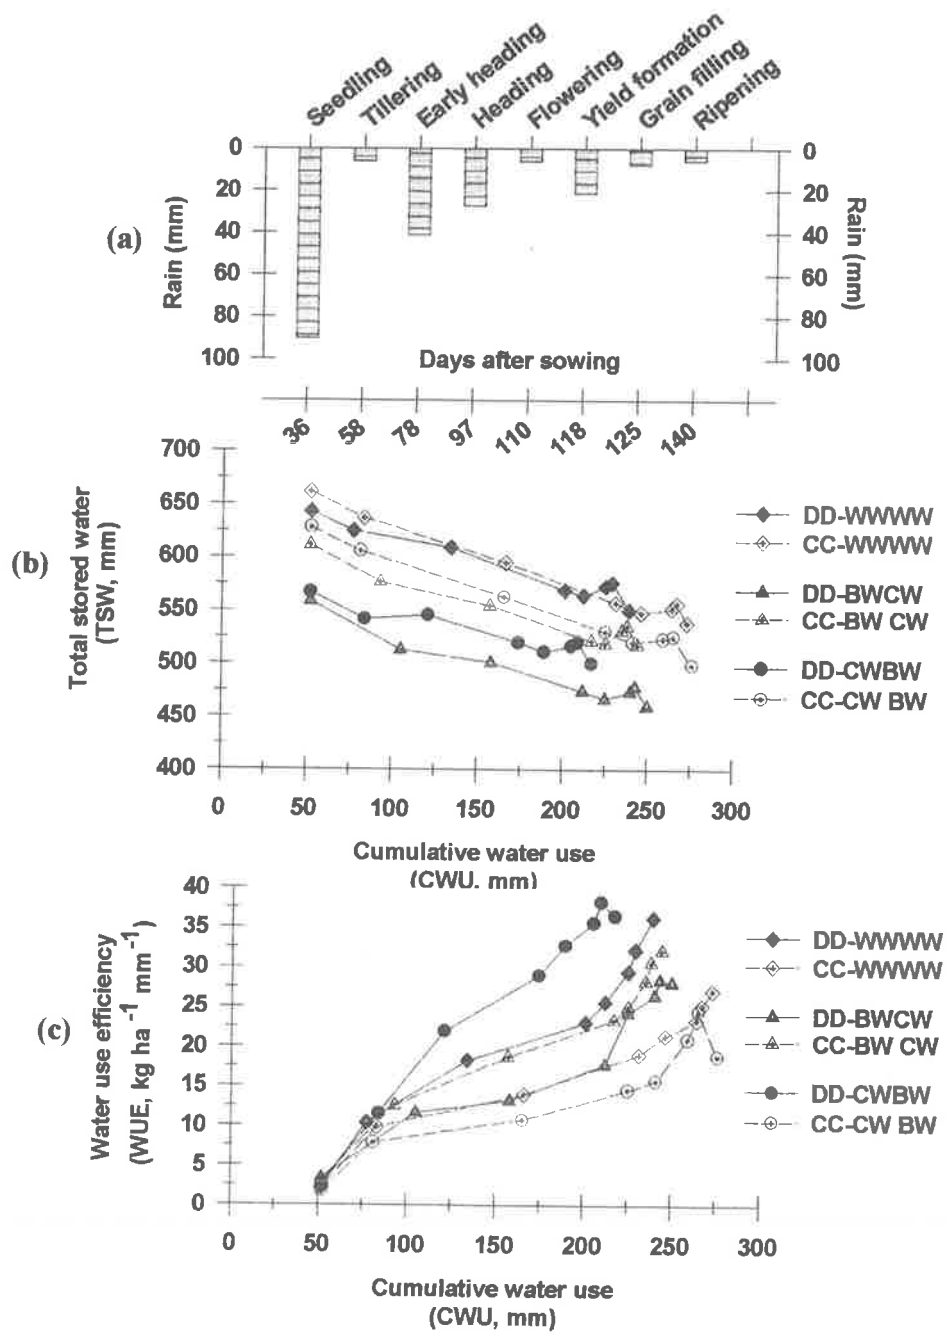 Seedling
Tillering
Early heading
Heading
Flowering
Yield formation
Grain filling
Ripening
(a)
Rain (mm)
0
20
40
60
80
100
Rain (mm)
0
20
40
60
80
100
Days after sowing
36
58
78
97
110
118
125
140
(b)
Total stored water
(TSW, mm)
700
650
600
550
500
450
400
0
50
100
150
200
250
300
Cumulative water use
(CWU, mm)
DD-WWWW
CC-WWWW
DD-BWCW
CC-BW CW
DD-CWBW
CC-CW BW
(c)
Water use efficiency
(WUE, kg ha⁻¹ mm⁻¹)
40
35
30
25
20
15
10
5
0
0
50
100
150
200
250
300
Cumulative water use
(CWU, mm)
DD-WWWW
CC-WWWW
DD-BWCW
CC-BW CW
DD-CWBW
CC-CW BW